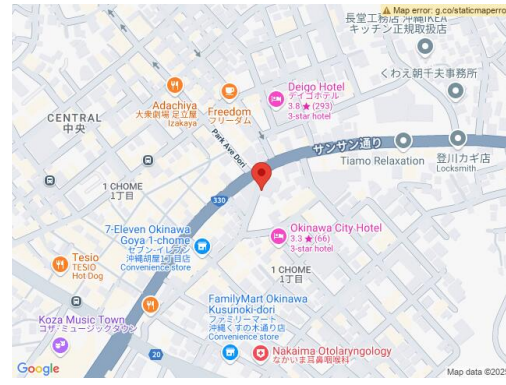 Map error: g.co/staticmaperro
長堂工務店 沖縄IKEA
キッチン正規取扱店
くわえ朝千夫事務所
Deigo Hotel
デイゴホテル
3.8 ★ (293)
3-star hotel
Adachiya
大衆劇場 足立屋
Izakaya
Freedom
フリーダム
CENTRAL
中央
Park Ave Dori
サンサン通り
Tiamo Relaxation
登川カギ店
Locksmith
1 CHOME
1丁目
330
7-Eleven Okinawa
Goya 1-chome
セブン-イレブン
沖縄胡屋1丁目店
Convenience store
Okinawa City Hotel
3.3 ★ (66)
3-star hotel
Tesio
TESIO
Hot Dog
1 CHOME
1丁目
FamilyMart Okinawa
Kusunoki-dori
ファミリーマート
沖縄くすの木通り店
Convenience store
Koza Music Town
コザ・ミュージックタウン
20
Nakaima Otolaryngology
なかいま耳鼻咽喉科
Google
Map data ©2025